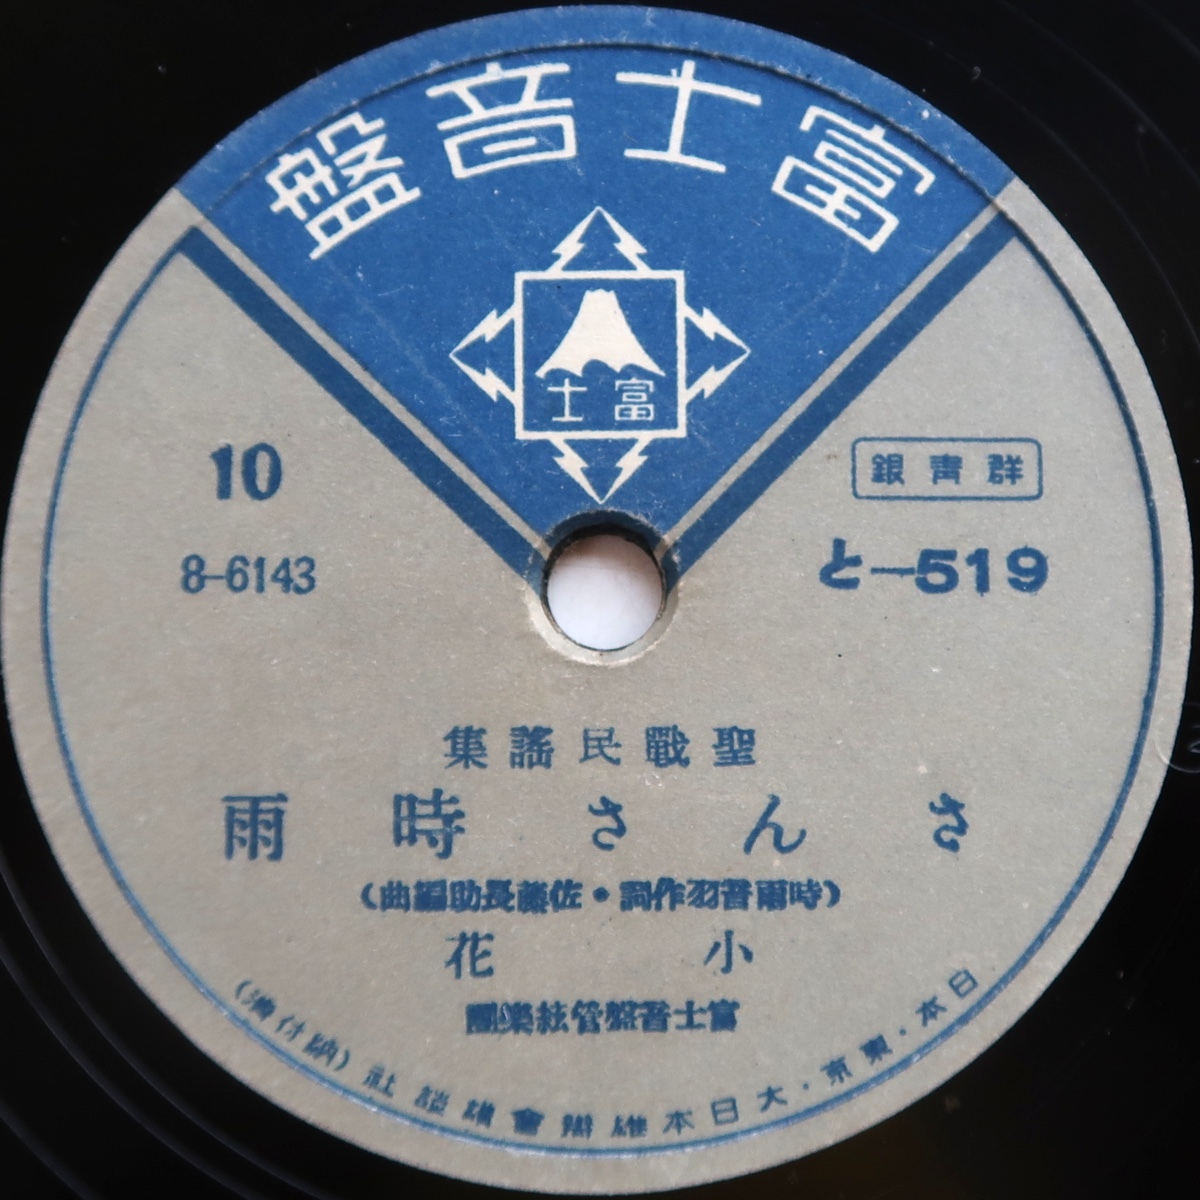 富士音盤
富士
群青銀
と—519
10
8-6143
聖戰民謠集
さんさ時雨
(時雨音羽作詞・佐藤長助編曲)
小花
富士音盤管絃樂團
日本・東京・大日本雄辯會講談社 (納付濟)